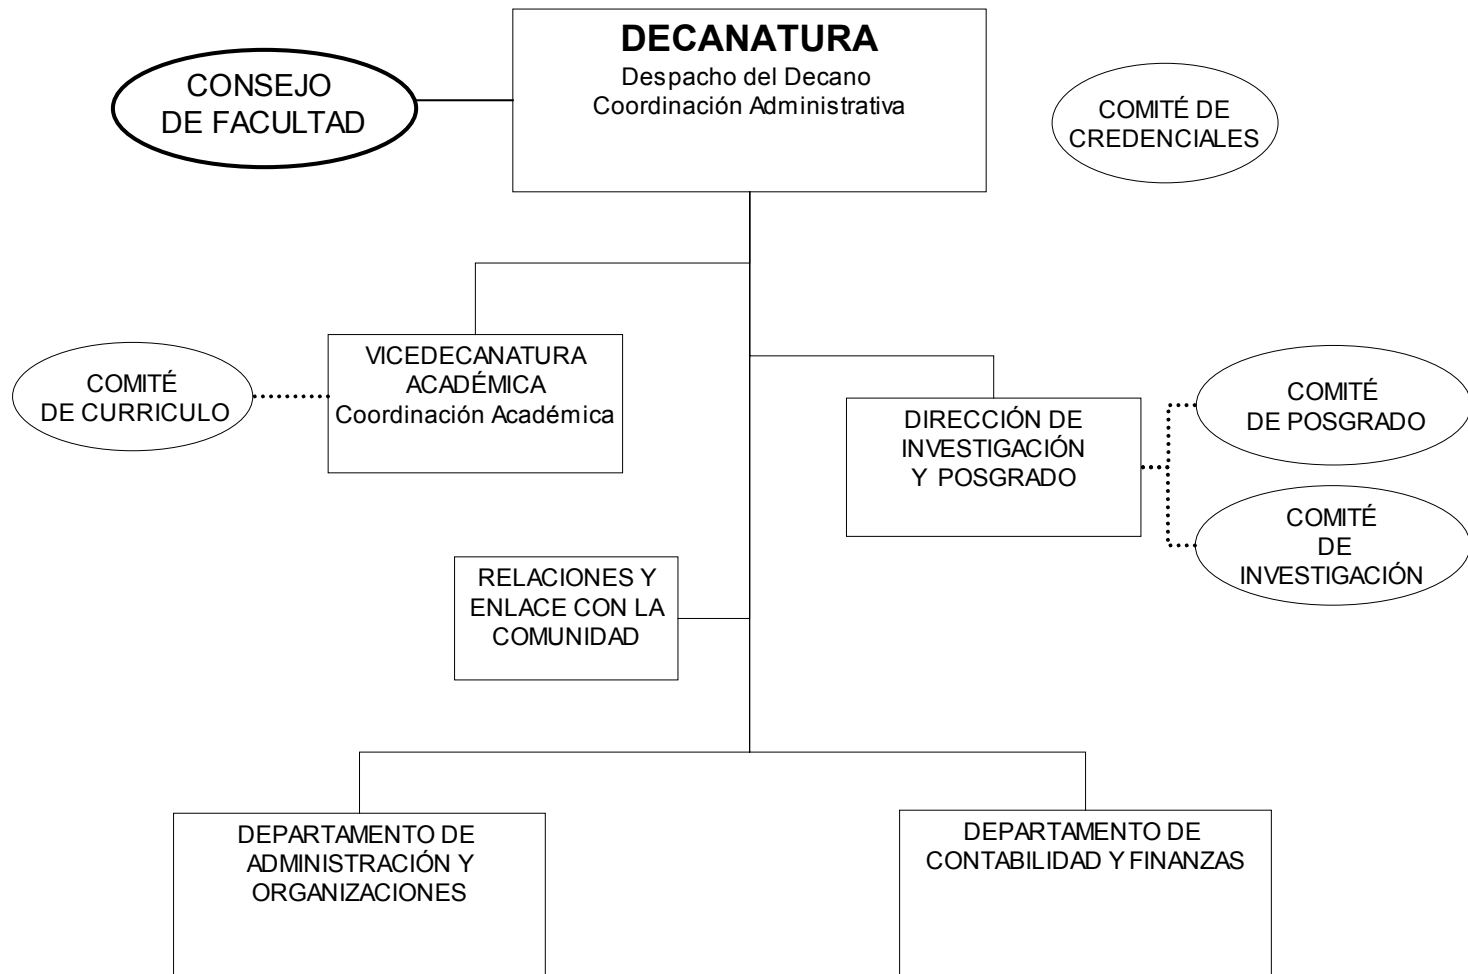 DECANATURA
Despacho del Decano
Coordinación Administrativa
CONSEJO
DE FACULTAD
COMITÉ DE
CREDENCIALES
VICEDECANATURA
ACADÉMICA
Coordinación Académica
COMITÉ
DE CURRICULO
DIRECCIÓN DE
INVESTIGACIÓN
Y POSGRADO
COMITÉ
DE POSGRADO
COMITÉ
DE
INVESTIGACIÓN
RELACIONES Y
ENLACE CON LA
COMUNIDAD
DEPARTAMENTO DE
ADMINISTRACIÓN Y
ORGANIZACIONES
DEPARTAMENTO DE
CONTABILIDAD Y FINANZAS